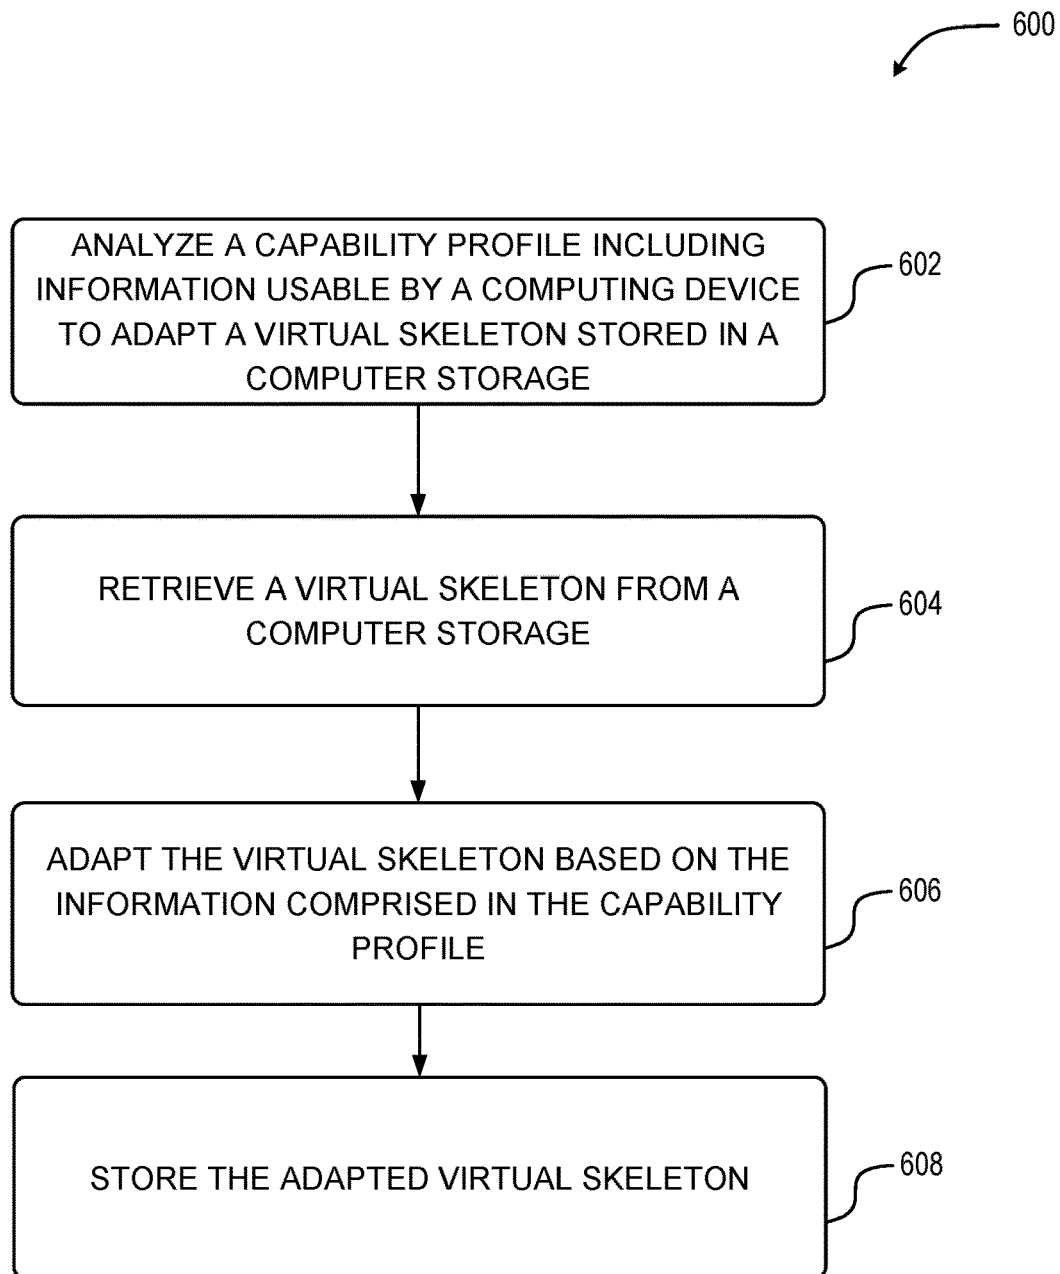 600
ANALYZE A CAPABILITY PROFILE INCLUDING
INFORMATION USABLE BY A COMPUTING DEVICE
TO ADAPT A VIRTUAL SKELETON STORED IN A
COMPUTER STORAGE
602
RETRIEVE A VIRTUAL SKELETON FROM A
COMPUTER STORAGE
604
ADAPT THE VIRTUAL SKELETON BASED ON THE
INFORMATION COMPRISED IN THE CAPABILITY
PROFILE
606
STORE THE ADAPTED VIRTUAL SKELETON
608